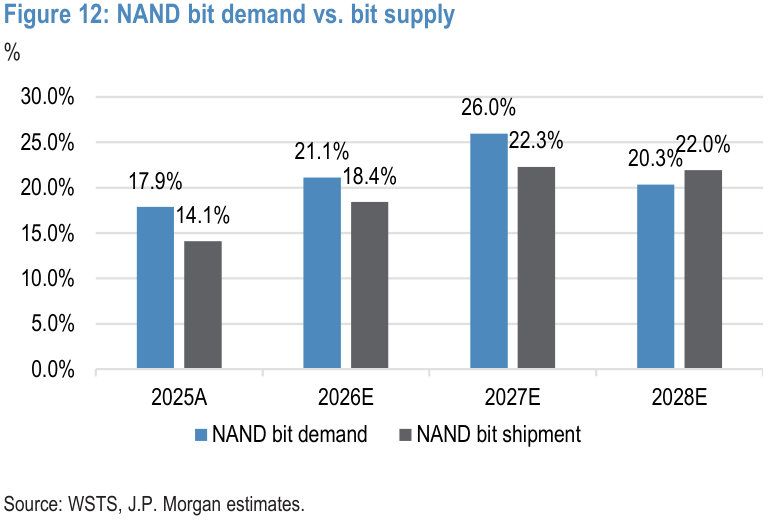 Figure 12: NAND bit demand vs. bit supply
%
30.0%
25.0%
20.0%
15.0%
10.0%
5.0%
0.0%
17.9%
14.1%
21.1%
18.4%
26.0%
22.3%
20.3%
22.0%
2025A
2026E
2027E
2028E
NAND bit demand
NAND bit shipment
Source: WSTS, J.P. Morgan estimates.